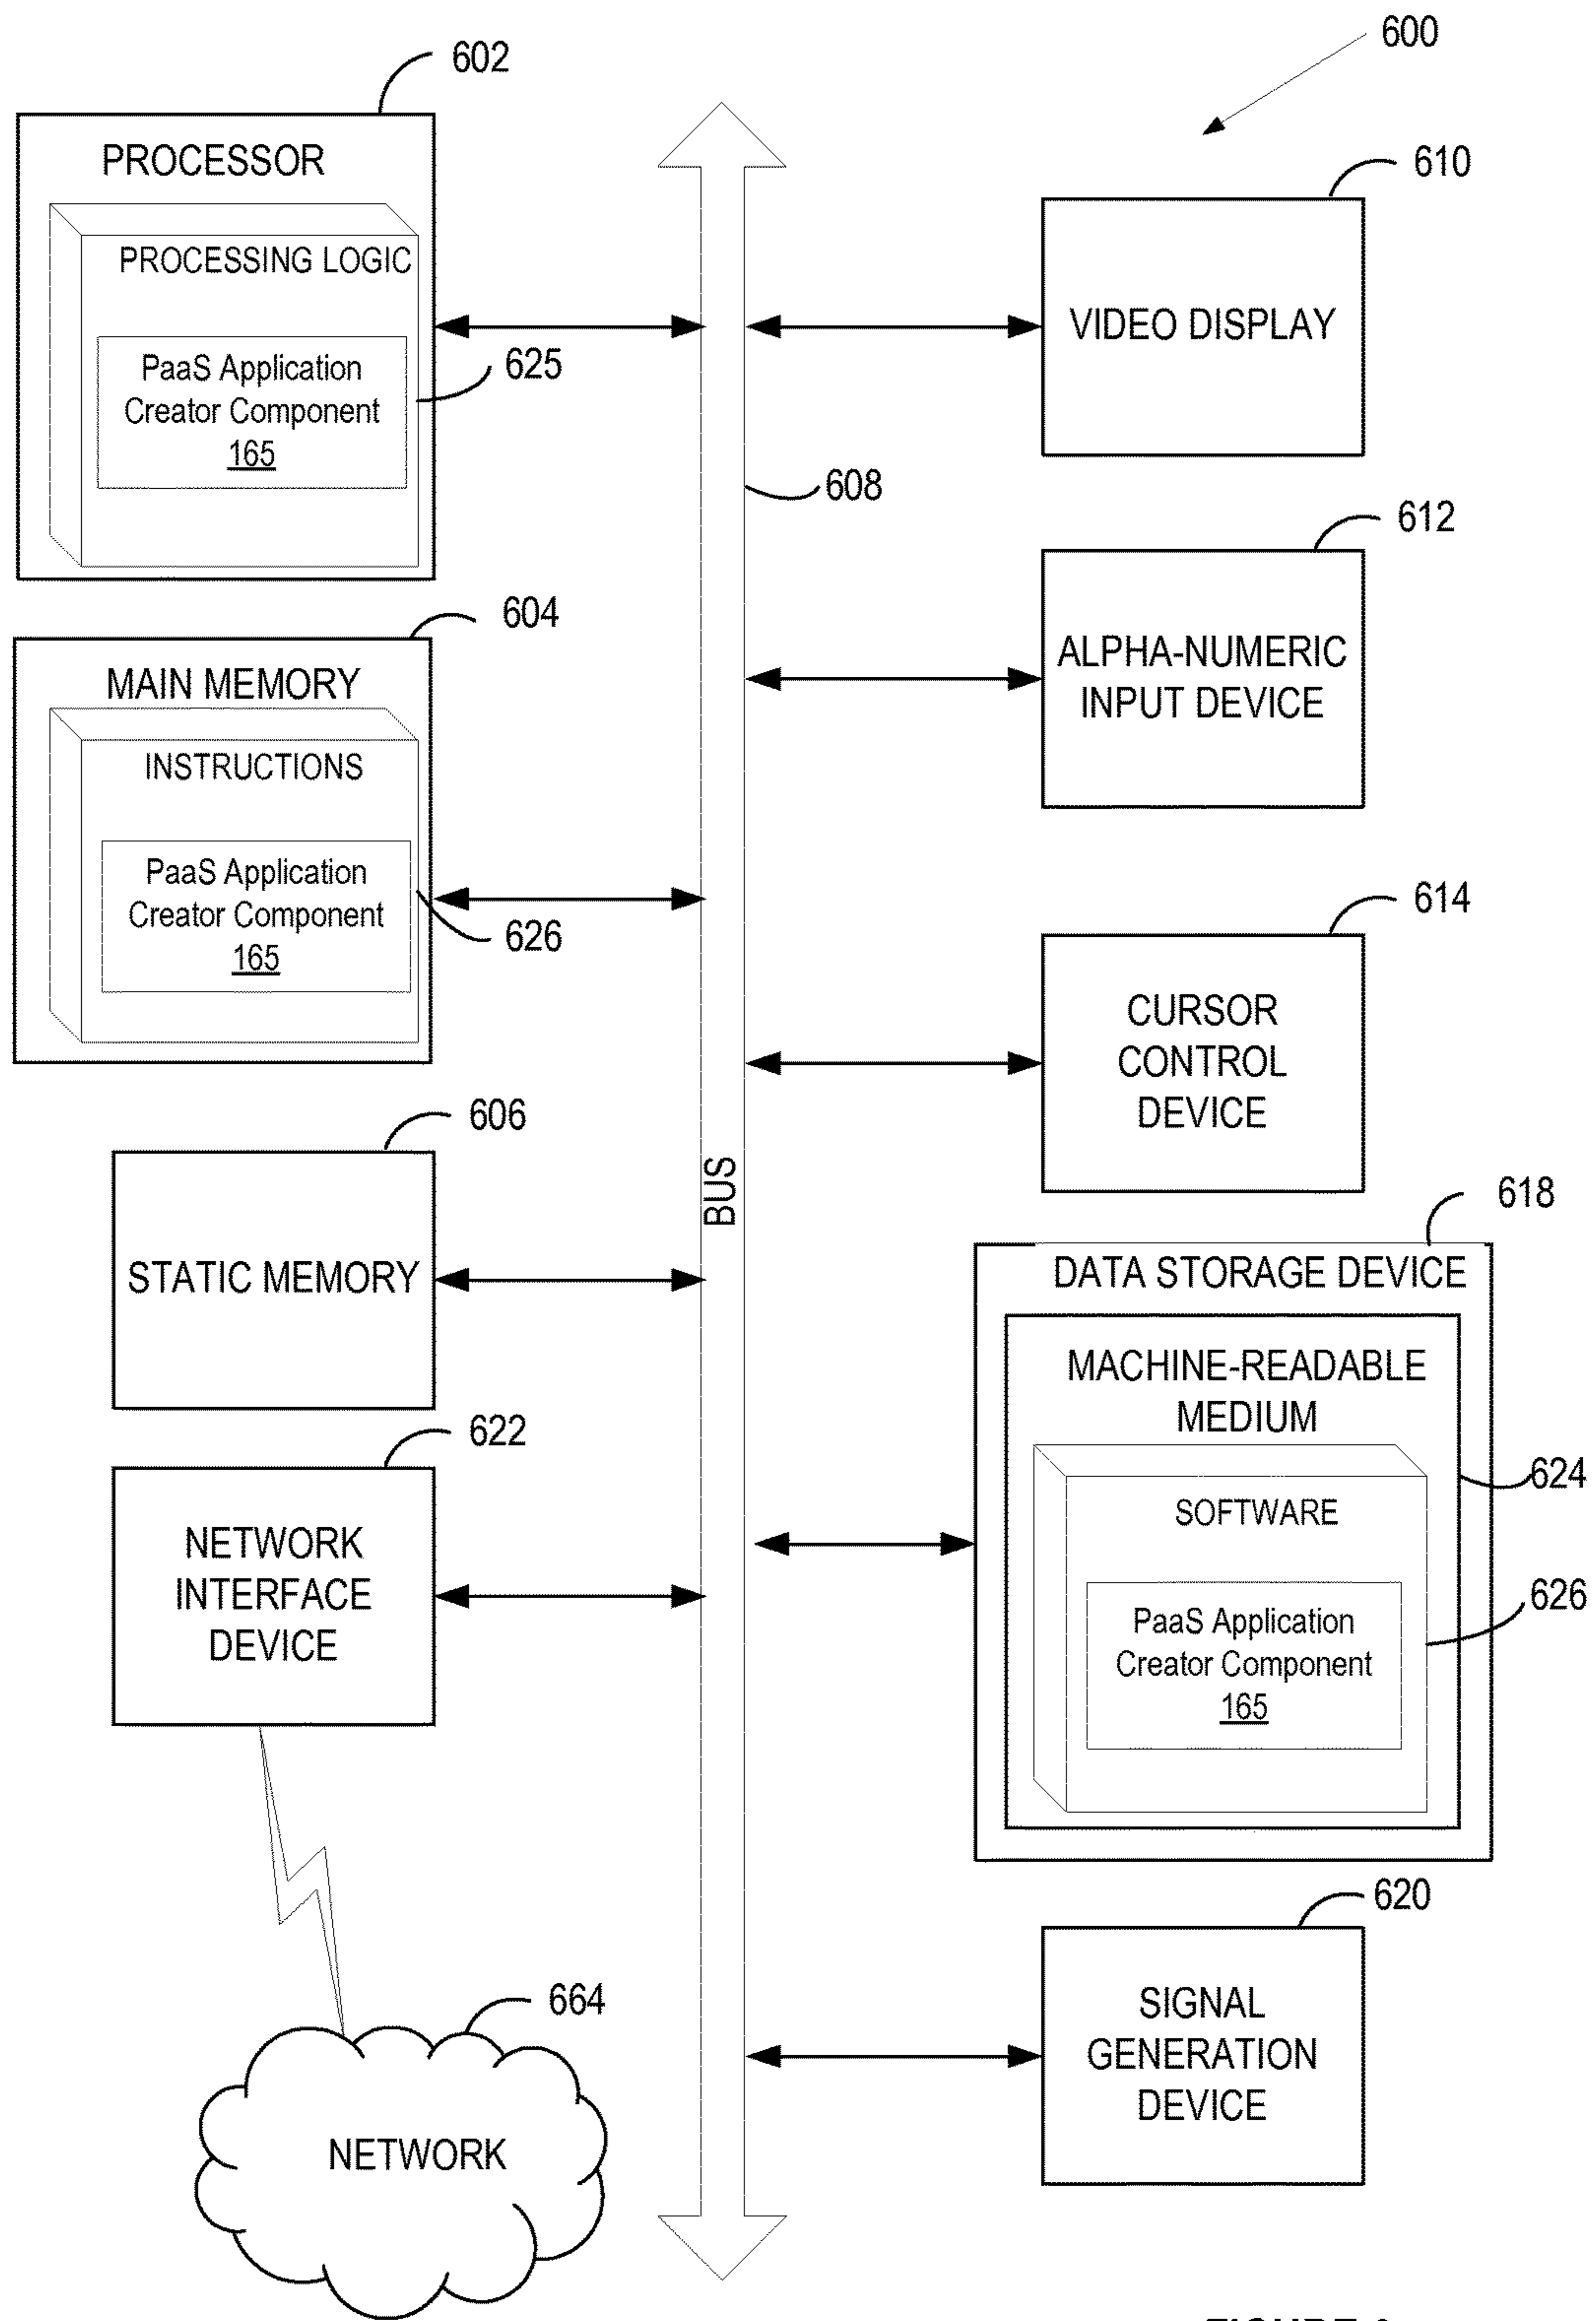 600
602
PROCESSOR
PROCESSING LOGIC
PaaS Application
Creator Component
165
625
604
MAIN MEMORY
INSTRUCTIONS
PaaS Application
Creator Component
165
626
606
STATIC MEMORY
622
NETWORK
INTERFACE
DEVICE
664
NETWORK
608
BUS
610
VIDEO DISPLAY
612
ALPHA-NUMERIC
INPUT DEVICE
614
CURSOR
CONTROL
DEVICE
618
DATA STORAGE DEVICE
MACHINE-READABLE
MEDIUM
624
SOFTWARE
PaaS Application
Creator Component
165
626
620
SIGNAL
GENERATION
DEVICE